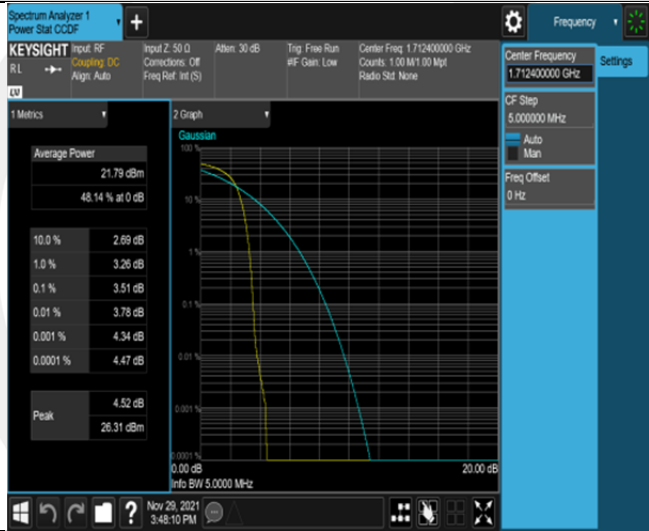 Spectrum Analyzer 1
Power Stat CCDF
+
Frequency
KEYSIGHT
RL
Input: RF
Coupling: DC
Align: Auto
Input Z: 50 Ω
Corrections: Off
Freq Ref: Int (S)
Atten: 30 dB
Trig: Free Run
#IF Gain: Low
Center Freq: 1.712400000 GHz
Counts: 1.00 M/1.00 Mpt
Radio Std: None
LXI
Center Frequency
1.712400000 GHz
Settings
CF Step
5.000000 MHz
Auto
Man
Freq Offset
0 Hz
1 Metrics
Average Power
21.79 dBm
48.14 % at 0 dB
10.0 % 2.69 dB
1.0 % 3.26 dB
0.1 % 3.51 dB
0.01 % 3.78 dB
0.001 % 4.34 dB
0.0001 % 4.47 dB
Peak
4.52 dB
26.31 dBm
2 Graph
Gaussian
100 %
10 %
1 %
0.1 %
0.01 %
0.001 %
0.0001 %
0.00 dB 20.00 dB
Info BW 5.0000 MHz
?
Nov 29, 2021
3:48:10 PM